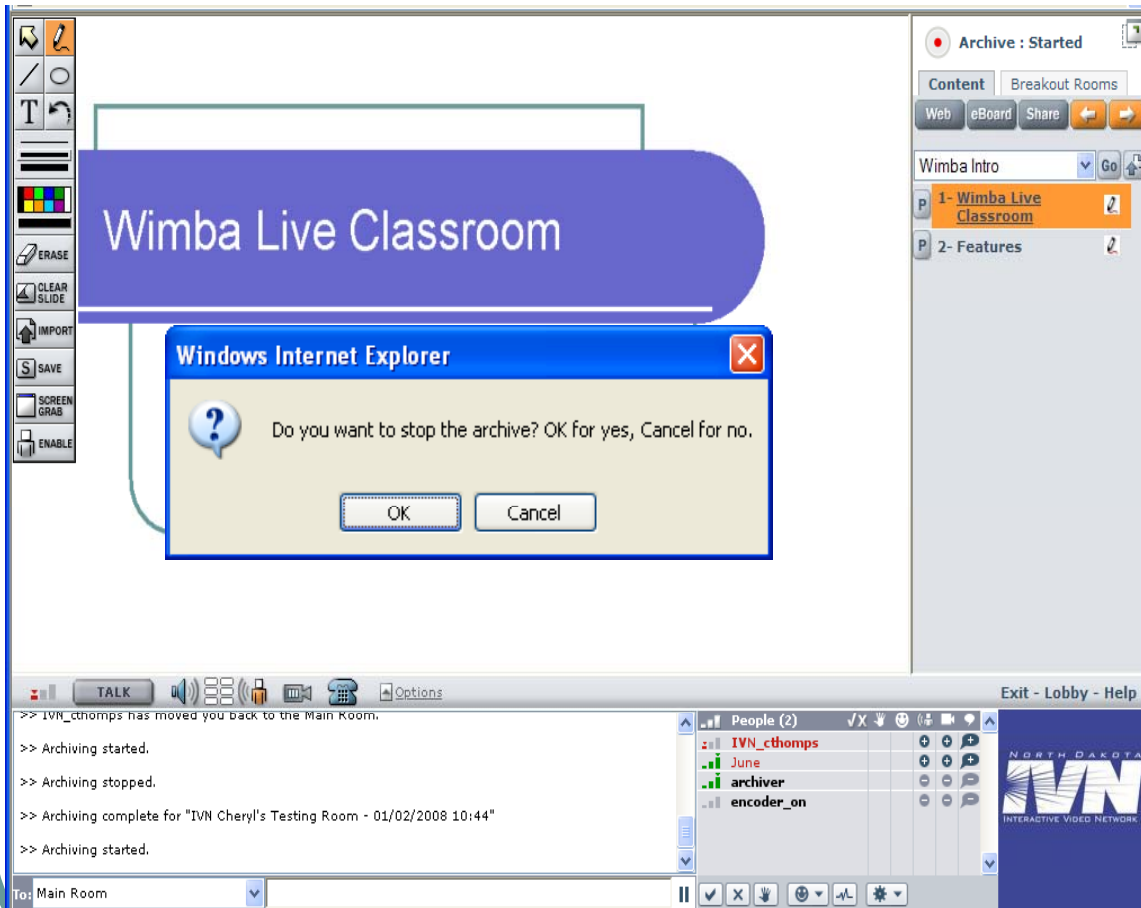 T
ERASE
CLEAR SLIDE
IMPORT
S SAVE
SCREEN GRAB
ENABLE
Wimba Live Classroom
Windows Internet Explorer
Do you want to stop the archive? OK for yes, Cancel for no.
OK Cancel
Archive : Started
Content Breakout Rooms
Web eBoard Share
Wimba Intro Go
P 1- Wimba Live
Classroom
P 2- Features
TALK Options Exit - Lobby - Help
>> IVN_cthomps has moved you back to the Main Room.
>> Archiving started.
>> Archiving stopped.
>> Archiving complete for "IVN Cheryl's Testing Room - 01/02/2008 10:44"
>> Archiving started.
To: Main Room
People (2)
IVN_cthomps
June
archiver
encoder_on
NORTH DAKOTA
IVN
INTERACTIVE VIDEO NETWORK